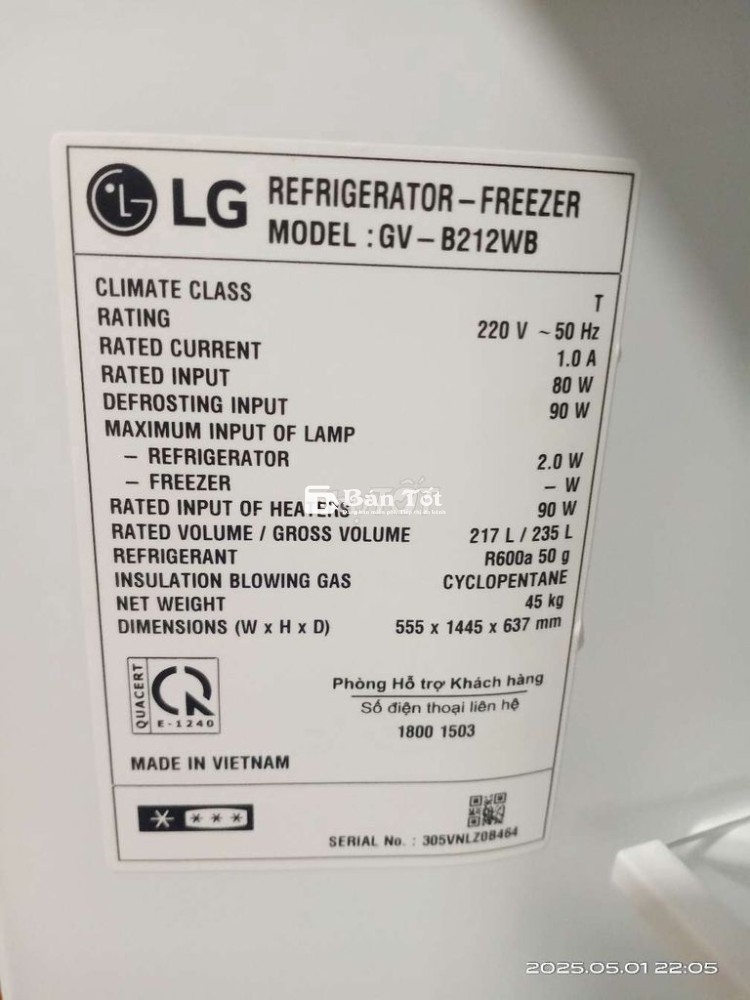 LG REFRIGERATOR – FREEZER
MODEL : GV – B212WB
CLIMATE CLASS T
RATING 220 V ~ 50 Hz
RATED CURRENT 1.0 A
RATED INPUT 80 W
DEFROSTING INPUT 90 W
MAXIMUM INPUT OF LAMP
– REFRIGERATOR 2.0 W
– FREEZER – W
Bán Tốt
RATED INPUT OF HEATERS 90 W
RATED VOLUME / GROSS VOLUME 217 L / 235 L
REFRIGERANT R600a 50 g
INSULATION BLOWING GAS CYCLOPENTANE
NET WEIGHT 45 kg
DIMENSIONS (W x H x D) 555 x 1445 x 637 mm
QUACERT
E-1240
Phòng Hỗ trợ Khách hàng
Số điện thoại liên hệ
1800 1503
MADE IN VIETNAM
SERIAL No. : 305VNLZ0B464
2025.05.01 22:05